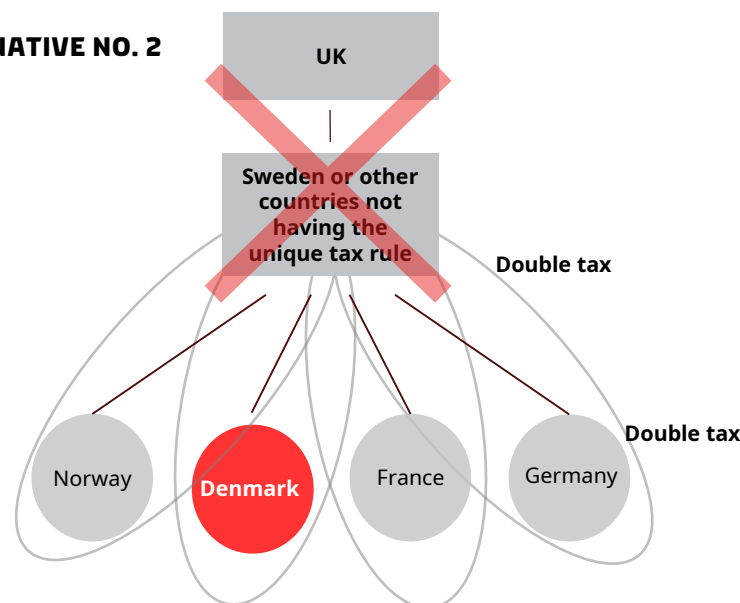 NATIVE NO. 2
UK
Sweden or other
countries not
having the
unique tax rule
Double tax
Double tax
Norway
Denmark
France
Germany